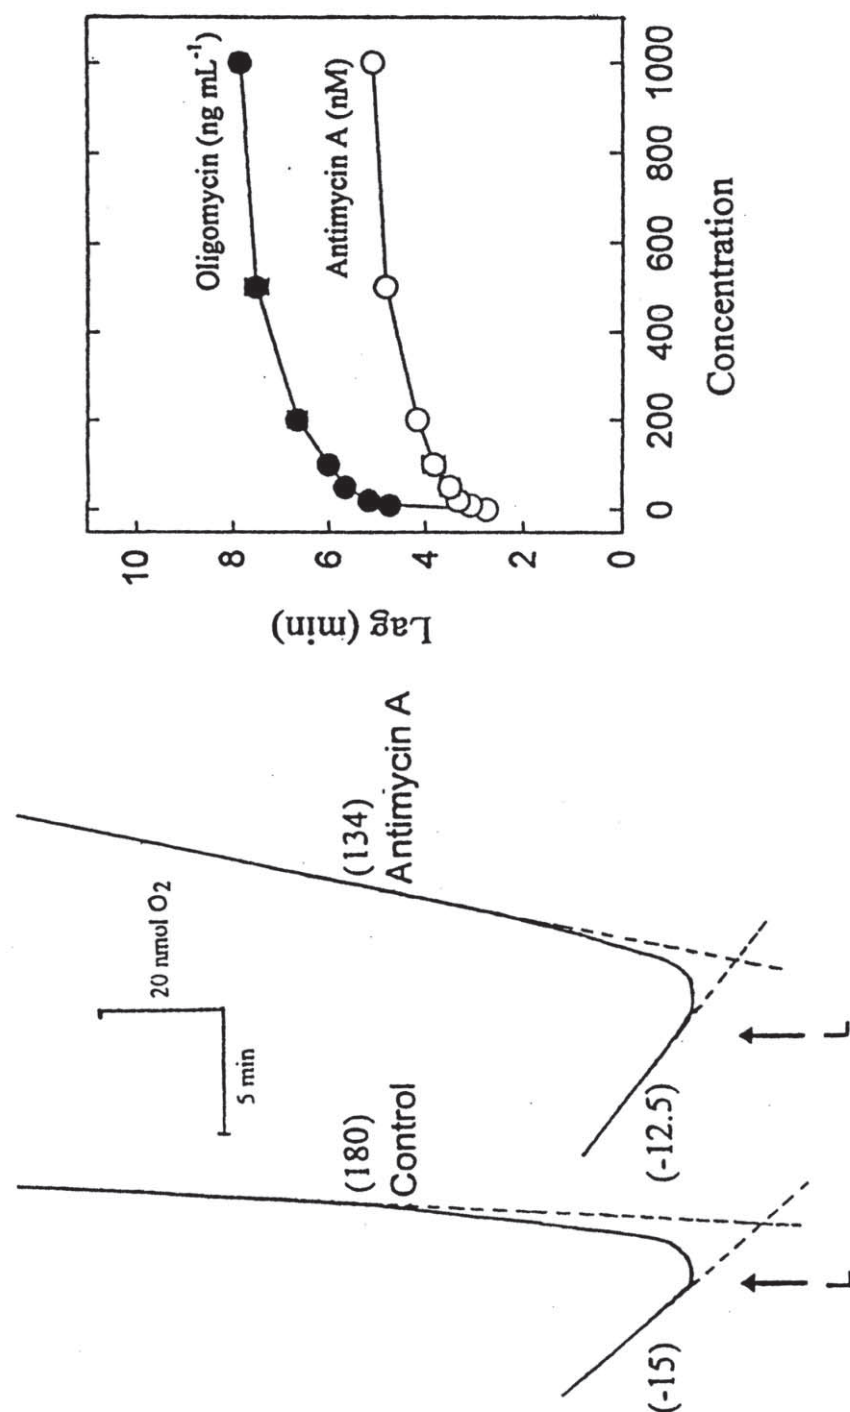 10
8
6
4
2
0
Lag (min)
Oligomycin (ng mL⁻¹)
Antimycin A (nM)
0
200
400
600
800
1000
Concentration
20 nmol O₂
5 min
(180)
Control
(-15)
L
(134)
Antimycin A
(-12.5)
L